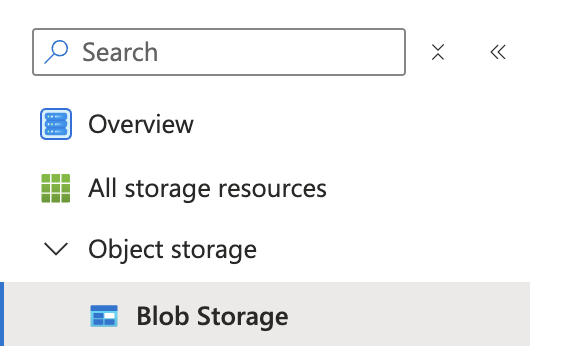 Search
Overview
All storage resources
Object storage
Blob Storage